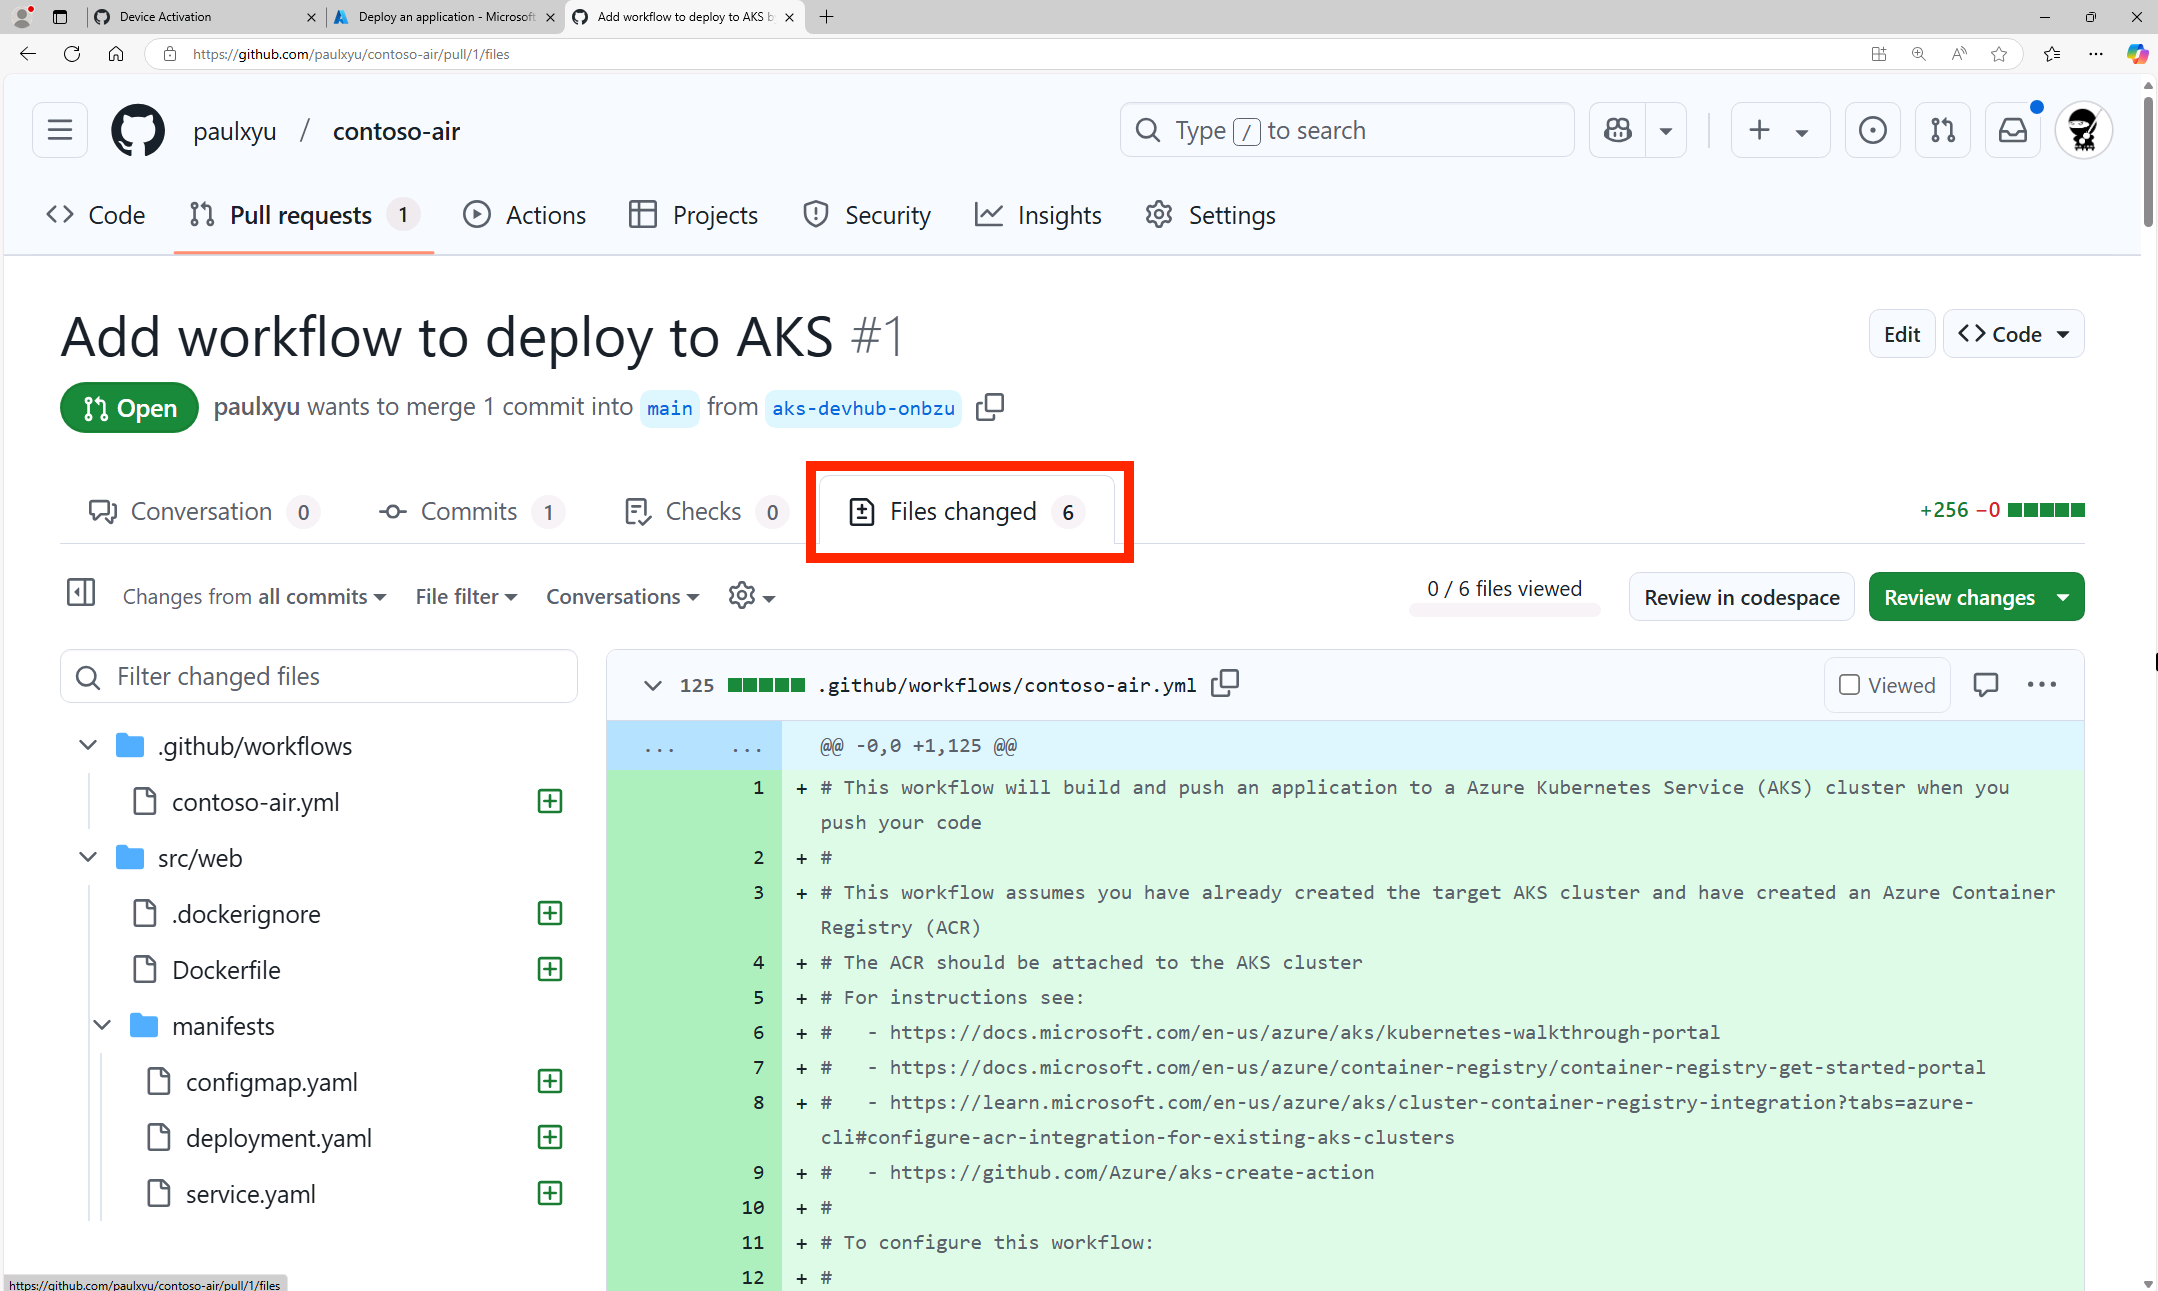 Device Activation
Deploy an application - Microsoft
Add workflow to deploy to AKS b
https://github.com/paulxyu/contoso-air/pull/1/files
paulxyu / contoso-air
Type / to search
Code
Pull requests 1
Actions
Projects
Security
Insights
Settings
Add workflow to deploy to AKS #1
Edit
<> Code
Open
paulxyu wants to merge 1 commit into main from aks-devhub-onbzu
Conversation 0
Commits 1
Checks 0
Files changed 6
+256 −0
Changes from all commits
File filter
Conversations
0 / 6 files viewed
Review in codespace
Review changes
Filter changed files
.github/workflows
contoso-air.yml
src/web
.dockerignore
Dockerfile
manifests
configmap.yaml
deployment.yaml
service.yaml
125 .github/workflows/contoso-air.yml
Viewed
... ... @@ -0,0 +1,125 @@
1 + # This workflow will build and push an application to a Azure Kubernetes Service (AKS) cluster when you
push your code
2 + #
3 + # This workflow assumes you have already created the target AKS cluster and have created an Azure Container
Registry (ACR)
4 + # The ACR should be attached to the AKS cluster
5 + # For instructions see:
6 + #   - https://docs.microsoft.com/en-us/azure/aks/kubernetes-walkthrough-portal
7 + #   - https://docs.microsoft.com/en-us/azure/container-registry/container-registry-get-started-portal
8 + #   - https://learn.microsoft.com/en-us/azure/aks/cluster-container-registry-integration?tabs=azure-
cli#configure-acr-integration-for-existing-aks-clusters
9 + #   - https://github.com/Azure/aks-create-action
10 + #
11 + # To configure this workflow:
12 + #
https://github.com/paulxyu/contoso-air/pull/1/files